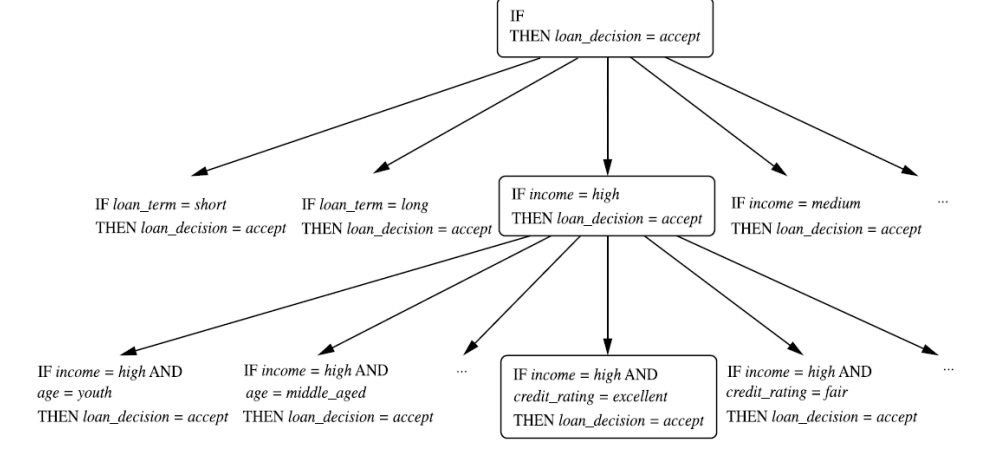 IF
THEN loan_decision = accept
IF loan_term = short
THEN loan_decision = accept
IF loan_term = long
THEN loan_decision = accept
IF income = high
THEN loan_decision = accept
IF income = medium
THEN loan_decision = accept
...
IF income = high AND
age = youth
THEN loan_decision = accept
IF income = high AND
age = middle_aged
THEN loan_decision = accept
...
IF income = high AND
credit_rating = excellent
THEN loan_decision = accept
IF income = high AND
credit_rating = fair
THEN loan_decision = accept
...